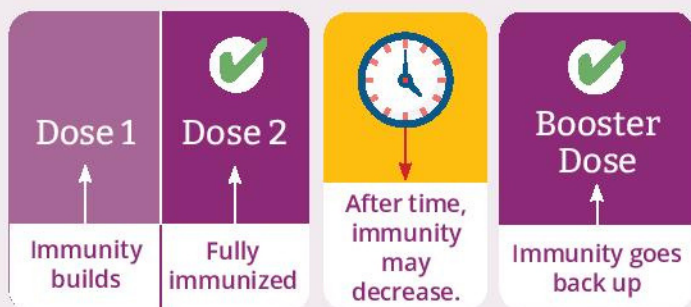 Dose 1
Immunity
builds
Dose 2
Fully
immunized
After time,
immunity
may
decrease.
Booster
Dose
Immunity goes
back up